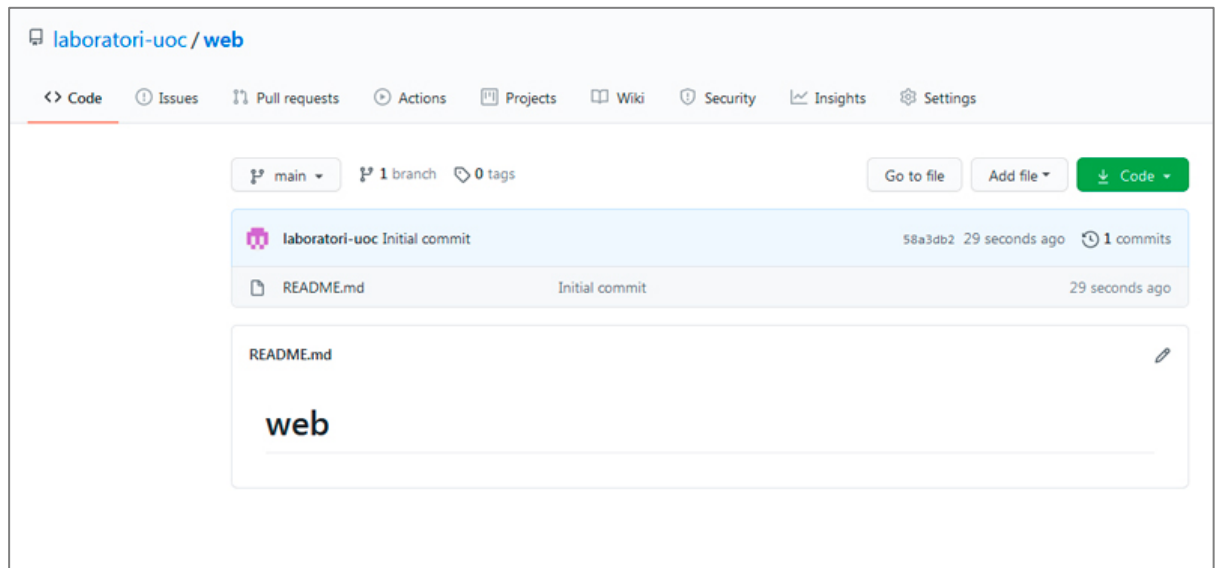 laboratori-uoc / web
<> Code Issues Pull requests Actions Projects Wiki Security Insights Settings
main 1 branch 0 tags Go to file Add file Code
laboratori-uoc Initial commit 58a3db2 29 seconds ago 1 commits
README.md Initial commit 29 seconds ago
README.md
web